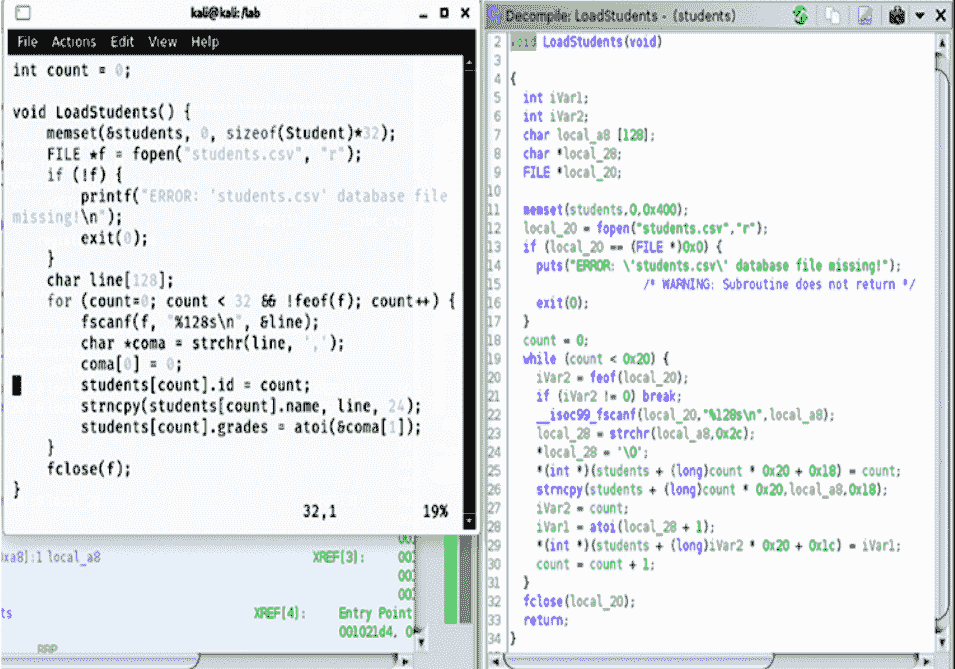 kali@kali: /lab
File Actions Edit View Help
int count = 0;
void LoadStudents() {
memset(&students, 0, sizeof(Student)*32);
FILE *f = fopen("students.csv", "r");
if (!f) {
printf("ERROR: 'students.csv' database file
missing!\n");
exit(0);
}
char line[128];
for (count=0; count < 32 && !feof(f); count++) {
fscanf(f, "%128s\n", &line);
char *coma = strchr(line, ',');
coma[0] = 0;
students[count].id = count;
strncpy(students[count].name, line, 24);
students[count].grades = atoi(&coma[1]);
}
fclose(f);
}
32,1 19%
0xa8]:1 local_a8 XREF[3]: 001
001
001
ts XREF[4]: Entry Point
001021d4, 0
RBP
Decompile: LoadStudents - (students)
2 void LoadStudents(void)
3
4 {
5 int iVar1;
6 int iVar2;
7 char local_a8 [128];
8 char *local_28;
9 FILE *local_20;
10
11 memset(students,0,0x400);
12 local_20 = fopen("students.csv","r");
13 if (local_20 == (FILE *)0x0) {
14 puts("ERROR: \'students.csv\' database file missing!");
15 /* WARNING: Subroutine does not return */
16 exit(0);
17 }
18 count = 0;
19 while (count < 0x20) {
20 iVar2 = feof(local_20);
21 if (iVar2 != 0) break;
22 __isoc99_fscanf(local_20,"%128s\n",local_a8);
23 local_28 = strchr(local_a8,0x2c);
24 *local_28 = '\0';
25 *(int *)(students + (long)count * 0x20 + 0x18) = count;
26 strncpy(students + (long)count * 0x20,local_a8,0x18);
27 iVar2 = count;
28 iVar1 = atoi(local_28 + 1);
29 *(int *)(students + (long)iVar2 * 0x20 + 0x1c) = iVar1;
30 count = count + 1;
31 }
32 fclose(local_20);
33 return;
34 }